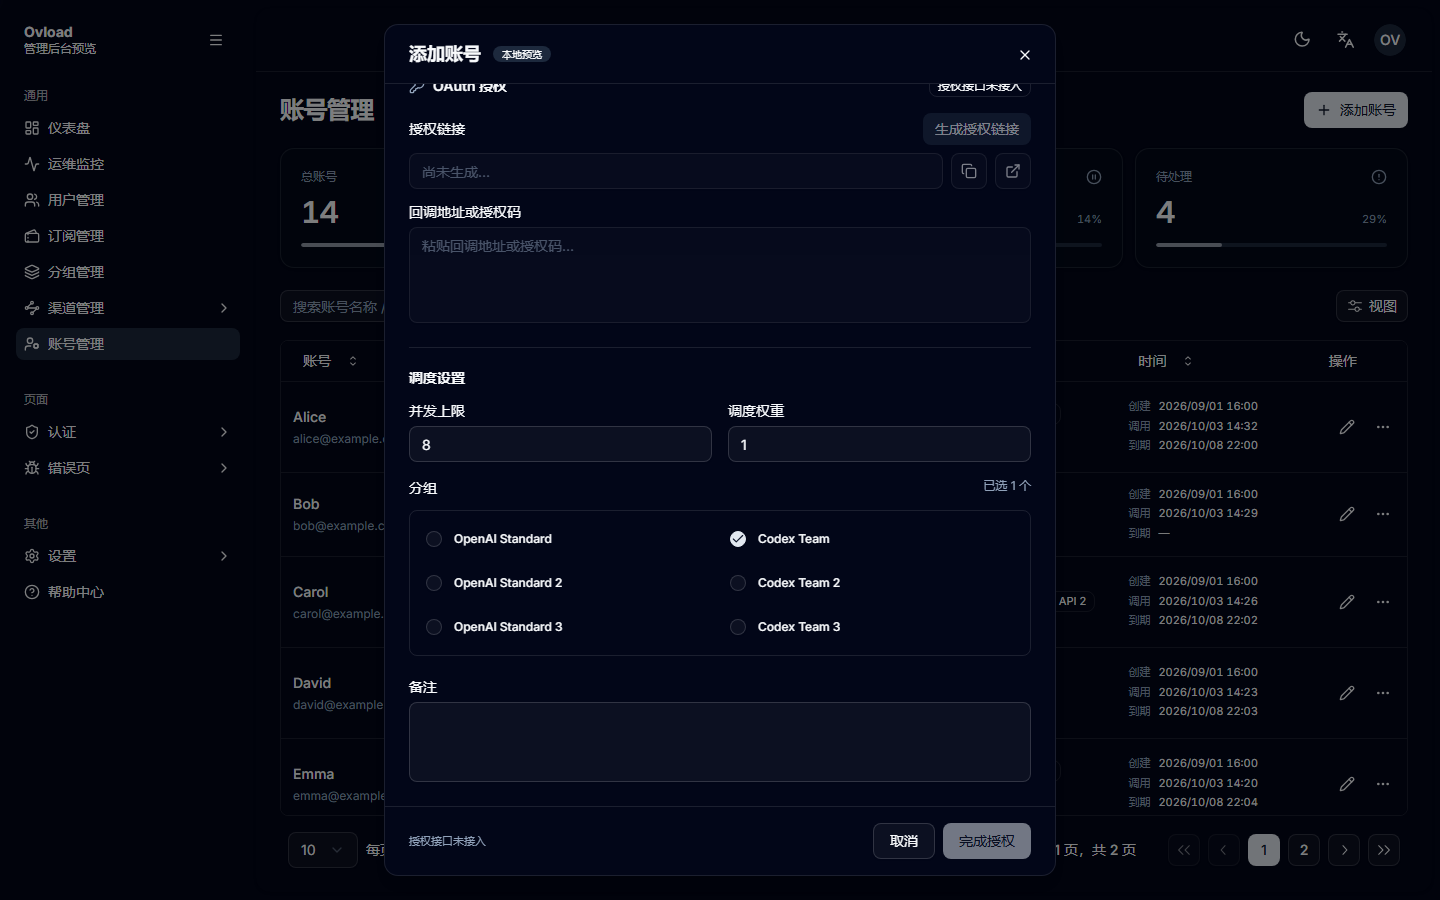 Ovload
管理后台预览
通用
仪表盘
运维监控
用户管理
订阅管理
分组管理
渠道管理
账号管理
页面
认证
错误页
其他
设置
帮助中心
OV
账号管理
添加账号
总账号
14
14%
待处理
4
29%
搜索账号名称 /
视图
账号
时间
操作
Alice
alice@example.c
创建 2026/09/01 16:00
调用 2026/10/03 14:32
到期 2026/10/08 22:00
Bob
bob@example.c
创建 2026/09/01 16:00
调用 2026/10/03 14:29
到期 —
Carol
carol@example.
API 2
创建 2026/09/01 16:00
调用 2026/10/03 14:26
到期 2026/10/08 22:02
David
david@example
创建 2026/09/01 16:00
调用 2026/10/03 14:23
到期 2026/10/08 22:03
Emma
emma@example
创建 2026/09/01 16:00
调用 2026/10/03 14:20
到期 2026/10/08 22:04
10
每页
1 页，共 2 页
1
2
添加账号
本地预览
OAuth 授权
授权接口未接入
授权链接
生成授权链接
尚未生成...
回调地址或授权码
粘贴回调地址或授权码...
调度设置
并发上限
调度权重
8
1
分组
已选 1 个
OpenAI Standard
Codex Team
OpenAI Standard 2
Codex Team 2
OpenAI Standard 3
Codex Team 3
备注
授权接口未接入
取消
完成授权